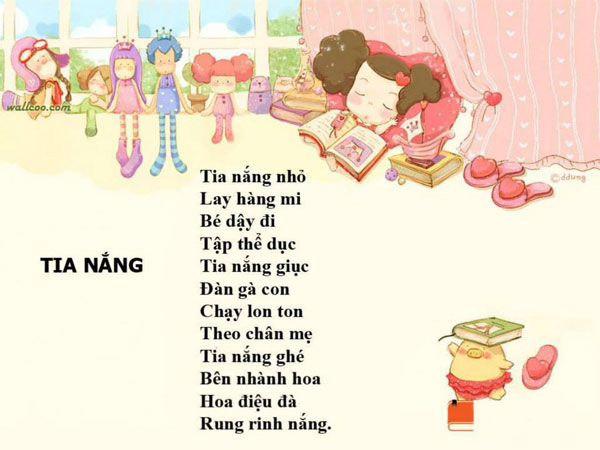 wallcoo.com
©ddung
TIA NẮNG
Tia nắng nhỏ
Lay hàng mi
Bé dậy đi
Tập thể dục
Tia nắng giục
Đàn gà con
Chạy lon ton
Theo chân mẹ
Tia nắng ghé
Bên nhành hoa
Hoa điệu đà
Rung rinh nắng.